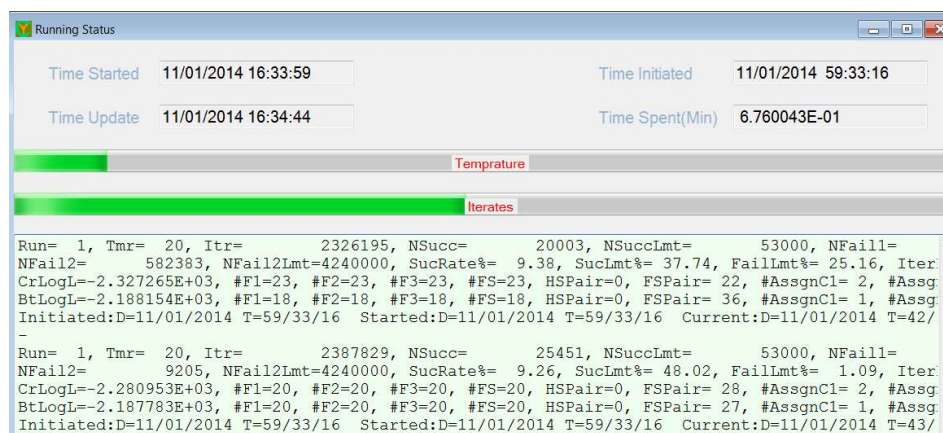 Running Status
Time Started 11/01/2014 16:33:59 Time Initiated 11/01/2014 59:33:16
Time Update 11/01/2014 16:34:44 Time Spent(Min) 6.760043E-01
Temprature
Iterates
Run= 1, Tmr= 20, Itr= 2326195, NSucc= 20003, NSuccLmt= 53000, NFail1=
NFail2= 582383, NFail2Lmt=4240000, SucRate%= 9.38, SucLmt%= 37.74, FailLmt%= 25.16, Iter
CrLogL=-2.327265E+03, #F1=23, #F2=23, #F3=23, #FS=23, HSPair=0, FSPair= 22, #AssgnC1= 2, #Assg
BtLogL=-2.188154E+03, #F1=18, #F2=18, #F3=18, #FS=18, HSPair=0, FSPair= 36, #AssgnC1= 1, #Assg
Initiated:D=11/01/2014 T=59/33/16 Started:D=11/01/2014 T=59/33/16 Current:D=11/01/2014 T=42/
-
Run= 1, Tmr= 20, Itr= 2387829, NSucc= 25451, NSuccLmt= 53000, NFail1=
NFail2= 9205, NFail2Lmt=4240000, SucRate%= 9.26, SucLmt%= 48.02, FailLmt%= 1.09, Iter
CrLogL=-2.280953E+03, #F1=20, #F2=20, #F3=20, #FS=20, HSPair=0, FSPair= 28, #AssgnC1= 2, #Assg
BtLogL=-2.187783E+03, #F1=20, #F2=20, #F3=20, #FS=20, HSPair=0, FSPair= 27, #AssgnC1= 1, #Assg
Initiated:D=11/01/2014 T=59/33/16 Started:D=11/01/2014 T=59/33/16 Current:D=11/01/2014 T=43/